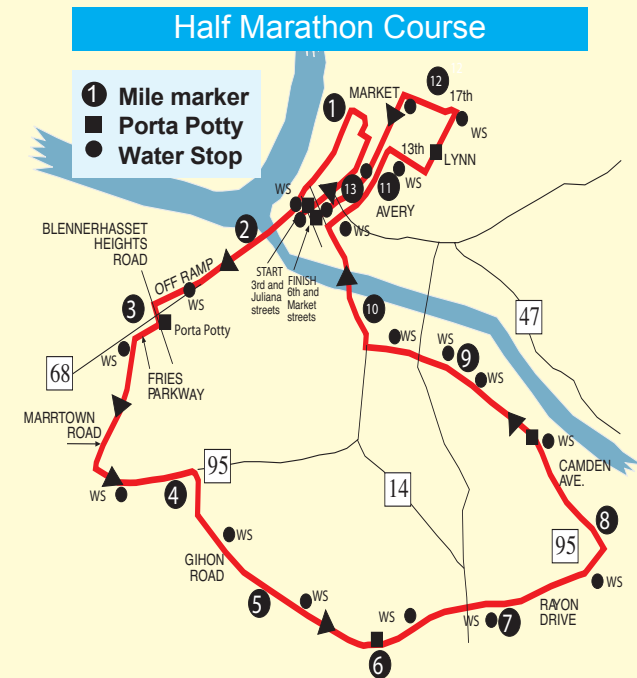 Half Marathon Course
1 Mile marker
Porta Potty
Water Stop
1
MARKET
12
17th
WS
13th
LYNN
WS
11
AVERY
13
WS
WS
2
BLENNERHASSET
HEIGHTS
ROAD
OFF RAMP
START
3rd and
Juliana
streets
FINISH
6th and
Market
streets
WS
3
Porta Potty
WS
68
FRIES
PARKWAY
10
WS
WS
9
WS
47
MARRTOWN
ROAD
WS
4
95
14
WS
CAMDEN
AVE.
8
95
WS
GIHON
ROAD
5
WS
WS
6
WS
7
RAYON
DRIVE
WS